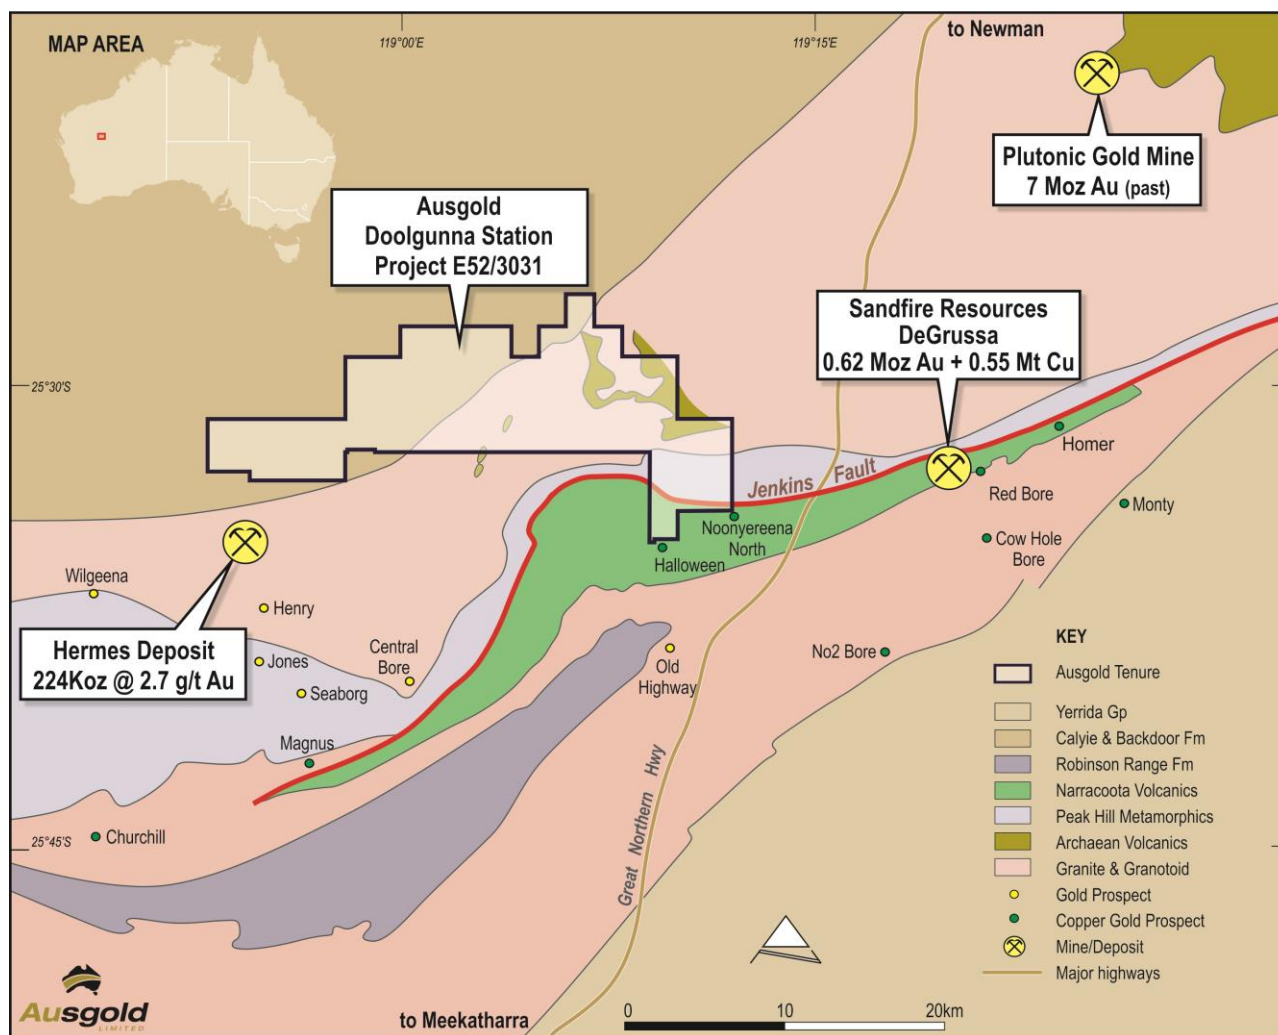 MAP AREA
119°00'E
119°15'E
to Newman
Plutonic Gold Mine
7 Moz Au (past)
Ausgold
Doolgunna Station
Project E52/3031
Sandfire Resources
DeGrussa
0.62 Moz Au + 0.55 Mt Cu
25°30'S
Jenkins Fault
Homer
Red Bore
Monty
Noonyereena
North
Cow Hole
Bore
Halloween
Wilgeena
Henry
Hermes Deposit
224Koz @ 2.7 g/t Au
Jones
Seaborg
Central
Bore
Old
Highway
No2 Bore
Magnus
Churchill
25°45'S
Great Northern Hwy
KEY
Ausgold Tenure
Yerrida Gp
Calyie & Backdoor Fm
Robinson Range Fm
Narracoota Volcanics
Peak Hill Metamorphics
Archaean Volcanics
Granite & Granotoid
Gold Prospect
Copper Gold Prospect
Mine/Deposit
Major highways
Ausgold
LIMITED
to Meekatharra
0 10 20km